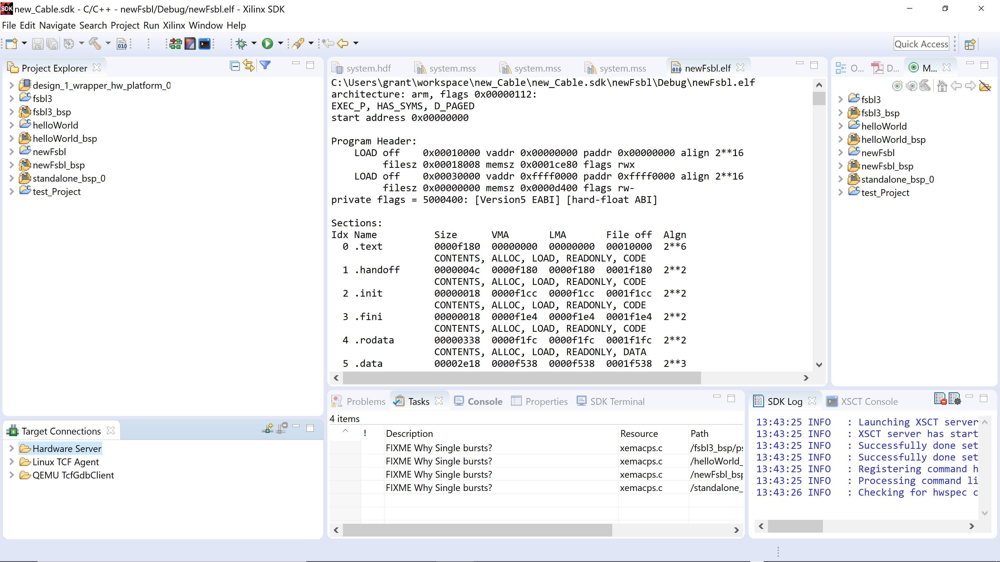 new_Cable.sdk - C/C++ - newFsbl/Debug/newFsbl.elf - Xilinx SDK
File Edit Navigate Search Project Run Xilinx Window Help
Quick Access
Project Explorer
design_1_wrapper_hw_platform_0
fsbl3
fsbl3_bsp
helloWorld
helloWorld_bsp
newFsbl
newFsbl_bsp
standalone_bsp_0
test_Project
system.hdf system.mss system.mss system.mss newFsbl.elf
C:\Users\grant\workspace\new_Cable\new_Cable.sdk\newFsbl\Debug\newFsbl.elf
architecture: arm, flags 0x00000112:
EXEC_P, HAS_SYMS, D_PAGED
start address 0x00000000
Program Header:
LOAD off 0x00010000 vaddr 0x00000000 paddr 0x00000000 align 2**16
filesz 0x00018008 memsz 0x0001ce80 flags rwx
LOAD off 0x00030000 vaddr 0xffff0000 paddr 0xffff0000 align 2**16
filesz 0x00000000 memsz 0x0000d400 flags rw-
private flags = 5000400: [Version5 EABI] [hard-float ABI]
Sections:
Idx Name Size VMA LMA File off Algn
0 .text 0000f180 00000000 00000000 00010000 2**6
CONTENTS, ALLOC, LOAD, READONLY, CODE
1 .handoff 0000004c 0000f180 0000f180 0001f180 2**2
CONTENTS, ALLOC, LOAD, READONLY, CODE
2 .init 00000018 0000f1cc 0000f1cc 0001f1cc 2**2
CONTENTS, ALLOC, LOAD, READONLY, CODE
3 .fini 00000018 0000f1e4 0000f1e4 0001f1e4 2**2
CONTENTS, ALLOC, LOAD, READONLY, CODE
4 .rodata 00000338 0000f1fc 0000f1fc 0001f1fc 2**2
CONTENTS, ALLOC, LOAD, READONLY, DATA
5 .data 00002e18 0000f538 0000f538 0001f538 2**3
O... D... M...
fsbl3
fsbl3_bsp
helloWorld
helloWorld_bsp
newFsbl
newFsbl_bsp
standalone_bsp_0
test_Project
Target Connections
Hardware Server
Linux TCF Agent
QEMU TcfGdbClient
Problems Tasks Console Properties SDK Terminal
4 items
! Description Resource Path
FIXME Why Single bursts? xemacps.c /fsbl3_bsp/ps
FIXME Why Single bursts? xemacps.c /helloWorld_
FIXME Why Single bursts? xemacps.c /newFsbl_bsp
FIXME Why Single bursts? xemacps.c /standalone_
SDK Log XSCT Console
13:43:25 INFO : Launching XSCT server
13:43:25 INFO : XSCT server has start
13:43:25 INFO : Successfully done set
13:43:25 INFO : Successfully done set
13:43:25 INFO : Registering command h
13:43:25 INFO : Processing command li
13:43:26 INFO : Checking for hwspec c